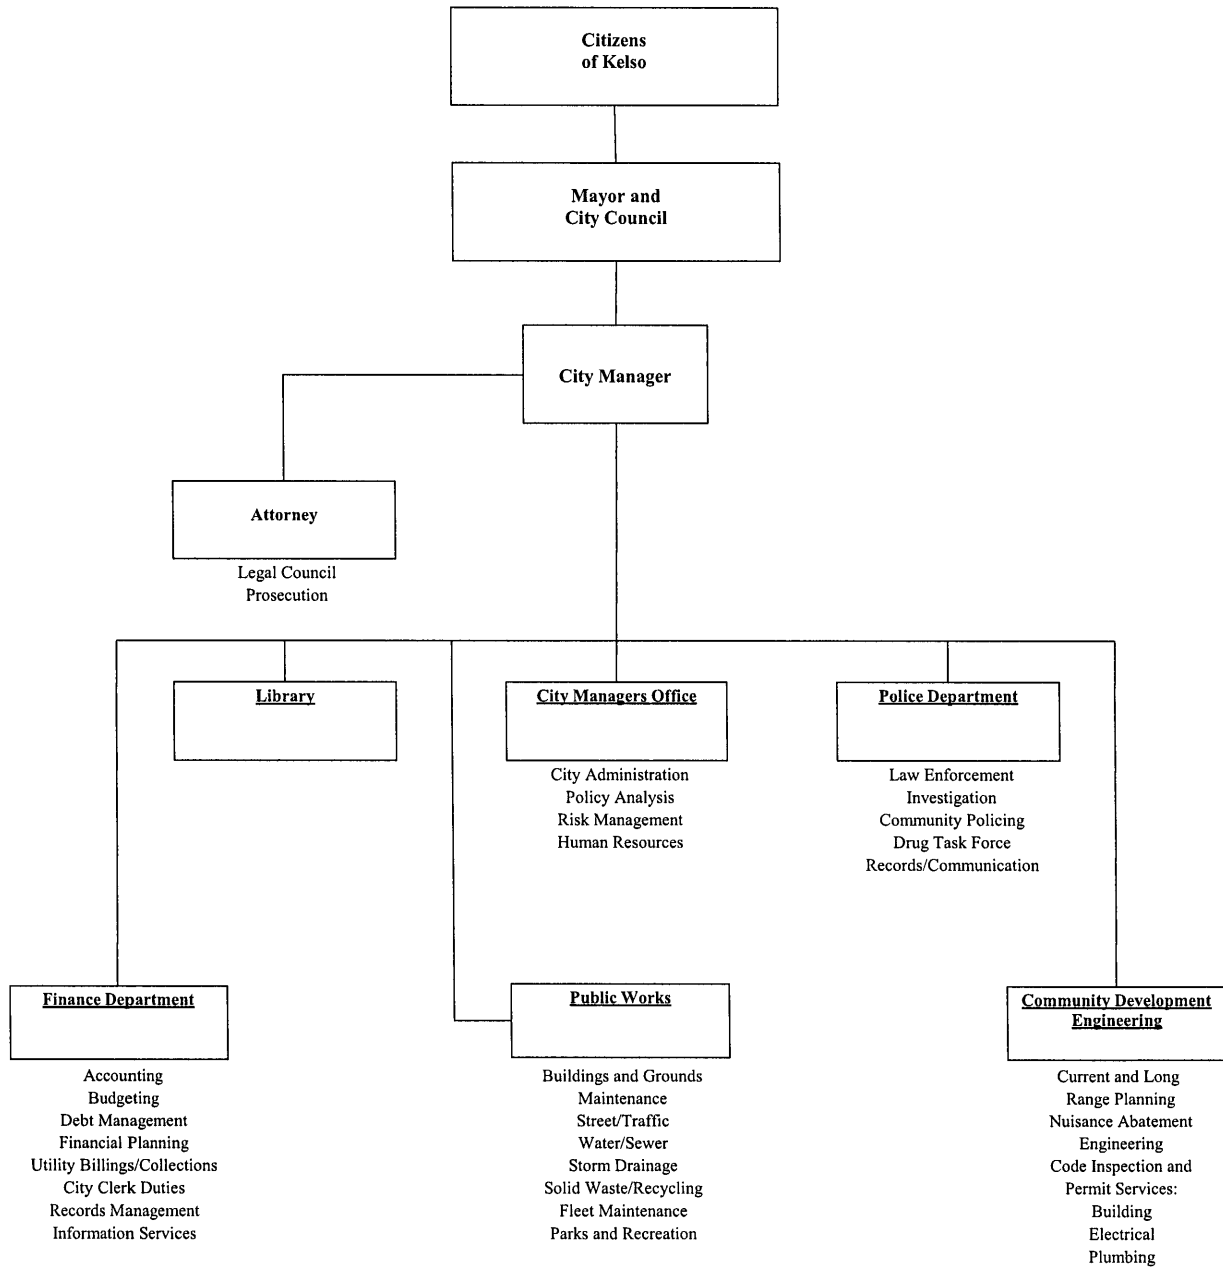 Citizens
of Kelso
Mayor and
City Council
City Manager
Attorney
Legal Council
Prosecution
Library
City Managers Office
City Administration
Policy Analysis
Risk Management
Human Resources
Police Department
Law Enforcement
Investigation
Community Policing
Drug Task Force
Records/Communication
Finance Department
Accounting
Budgeting
Debt Management
Financial Planning
Utility Billings/Collections
City Clerk Duties
Records Management
Information Services
Public Works
Buildings and Grounds
Maintenance
Street/Traffic
Water/Sewer
Storm Drainage
Solid Waste/Recycling
Fleet Maintenance
Parks and Recreation
Community Development
Engineering
Current and Long
Range Planning
Nuisance Abatement
Engineering
Code Inspection and
Permit Services:
Building
Electrical
Plumbing